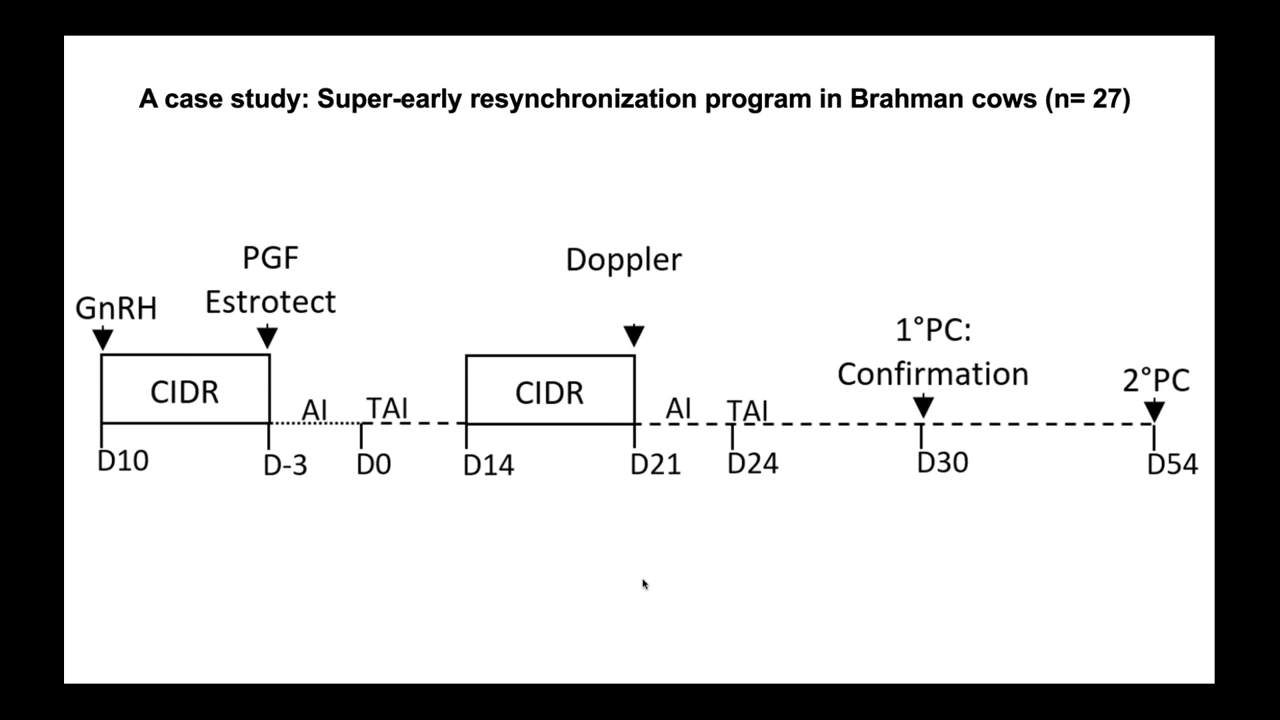 A case study: Super-early resynchronization program in Brahman cows (n= 27)
PGF
Doppler
GnRH
Estrotect
1°PC:
Confirmation
2°PC
CIDR
CIDR
AI
TAI
AI
TAI
D10
D-3
D0
D14
D21
D24
D30
D54